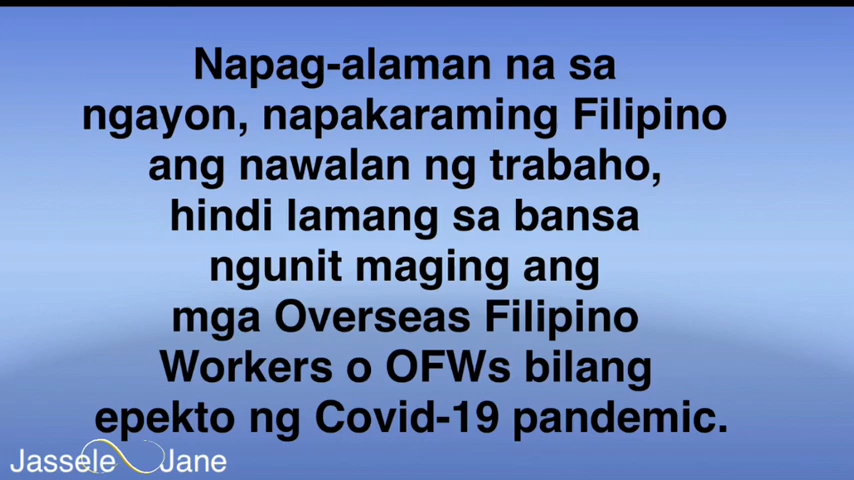 Napag-alaman na sa
ngayon, napakaraming Filipino
ang nawalan ng trabaho,
hindi lamang sa bansa
ngunit maging ang
mga Overseas Filipino
Workers o OFWs bilang
epekto ng Covid-19 pandemic.
Jassele Jane